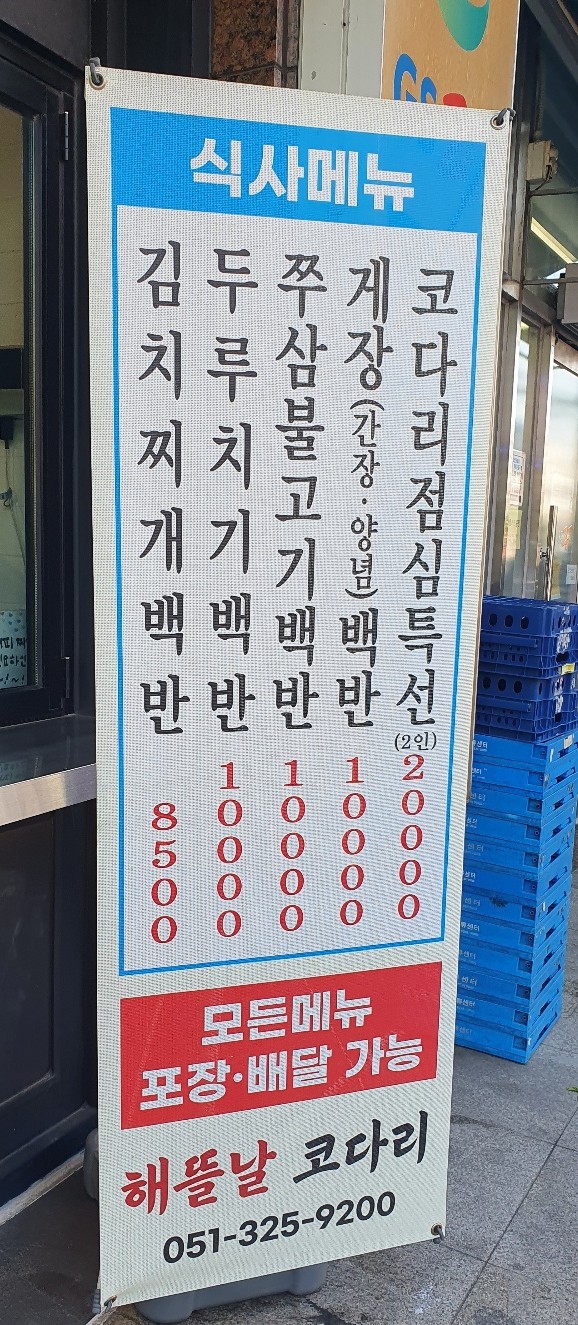 식사메뉴
김치찌개백반 8500
두루치기백반 10000
쭈삼불고기백반 10000
게장(간장·양념)백반 10000
코다리점심특선(2인) 20000
모든메뉴
포장·배달 가능
해뜰날 코다리
051-325-9200